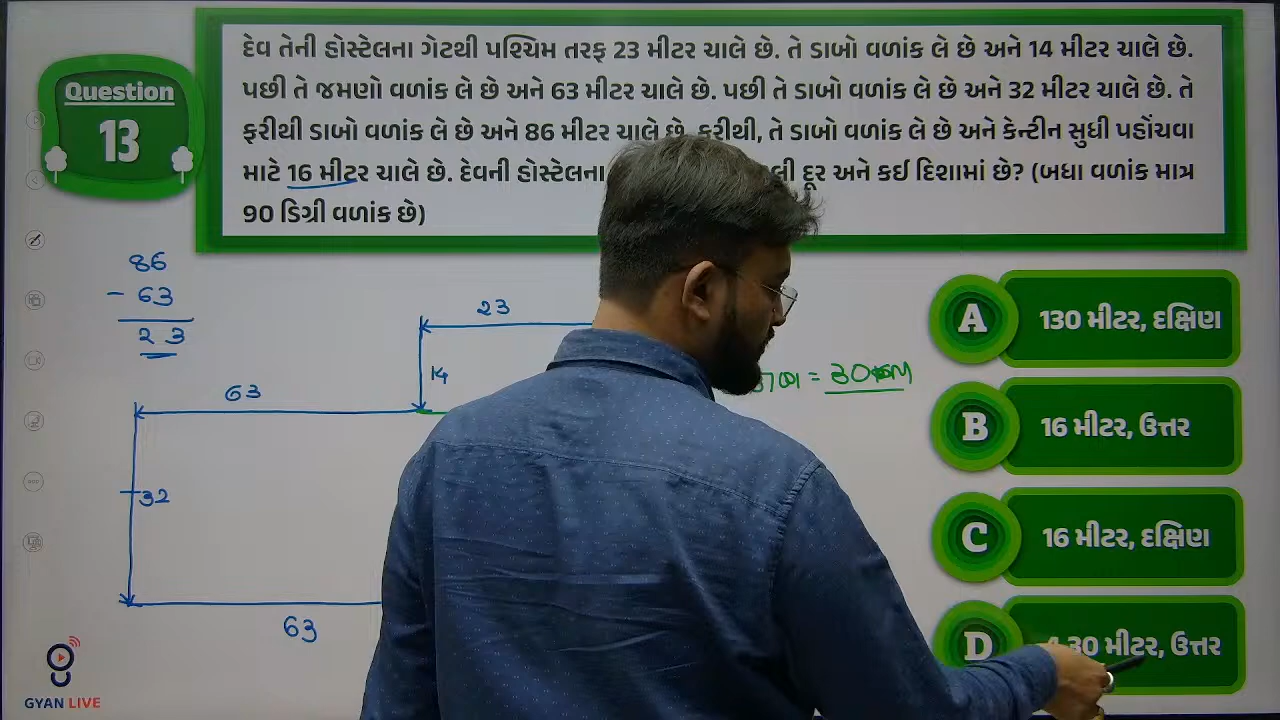 Question
13
દેવ તેની હોસ્ટેલના ગેટથી પશ્ચિમ તરફ 23 મીટર ચાલે છે. તે ડાબો વળાંક લે છે અને 14 મીટર ચાલે છે.
પછી તે જમણો વળાંક લે છે અને 63 મીટર ચાલે છે. પછી તે ડાબો વળાંક લે છે અને 32 મીટર ચાલે છે. તે
ફરીથી ડાબો વળાંક લે છે અને 86 મીટર ચાલે છે. ફરીથી, તે ડાબો વળાંક લે છે અને કેન્ટીન સુધી પહોંચવા
માટે 16 મીટર ચાલે છે. દેવની હોસ્ટેલના દૂર અને કઈ દિશામાં છે? (બધા વળાંક માત્ર
90 ડિગ્રી વળાંક છે)
86
- 63
23
23
14
63
32
63
A 130 મીટર, દક્ષિણ
B 16 મીટર, ઉત્તર
C 16 મીટર, દક્ષિણ
D 30 મીટર, ઉત્તર
GYAN LIVE